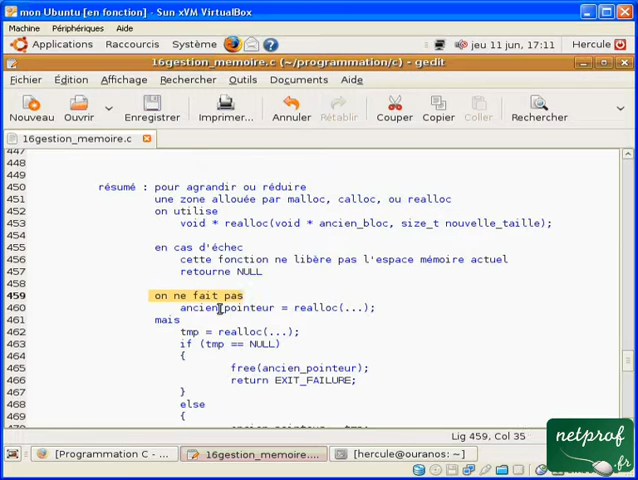 mon Ubuntu [en fonction] - Sun xVM VirtualBox
Machine Périphériques Aide
Applications Raccourcis Système jeu 11 jun, 17:11 Hercule
16gestion_memoire.c (~/programmation/c) - gedit
Fichier Édition Affichage Rechercher Outils Documents Aide
Nouveau Ouvrir Enregistrer Imprimer... Annuler Rétablir Couper Copier Coller Rechercher
16gestion_memoire.c
447
448
449
450 résumé : pour agrandir ou réduire
451 une zone allouée par malloc, calloc, ou realloc
452 on utilise
453 void * realloc(void * ancien_bloc, size_t nouvelle_taille);
454
455 en cas d'échec
456 cette fonction ne libère pas l'espace mémoire actuel
457 retourne NULL
458
459 on ne fait pas
460 ancien_pointeur = realloc(...);
461 mais
462 tmp = realloc(...);
463 if (tmp == NULL)
464 {
465 free(ancien_pointeur);
466 return EXIT_FAILURE;
467 }
468 else
469 {
470
Lig 459, Col 35
[Programmation C - ... 16gestion_memoire.... [hercule@ouranos: ~]
netprof
.fr